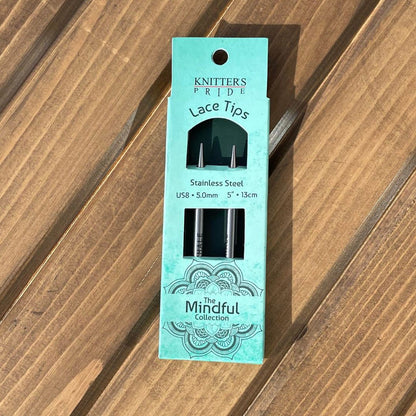 KNITTER'S
PRIDE
Lace Tips
Stainless Steel
US8 • 5.0mm 5" • 13cm
The
Mindful
Collection